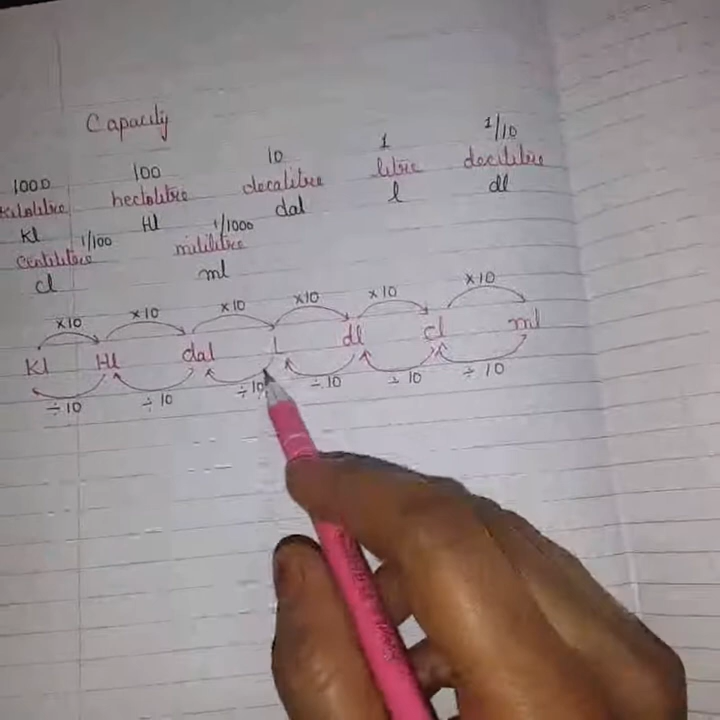 Capacity
1000 100 10 1 1/10
kilolitre hectolitre decalitre litre decilitre
Kl Hl dal l dl
1/100 1/1000
centilitre mililitre
cl ml
×10 ×10 ×10 ×10 ×10 ×10
Kl Hl dal l dl cl ml
÷10 ÷10 ÷10 ÷10 ÷10 ÷10